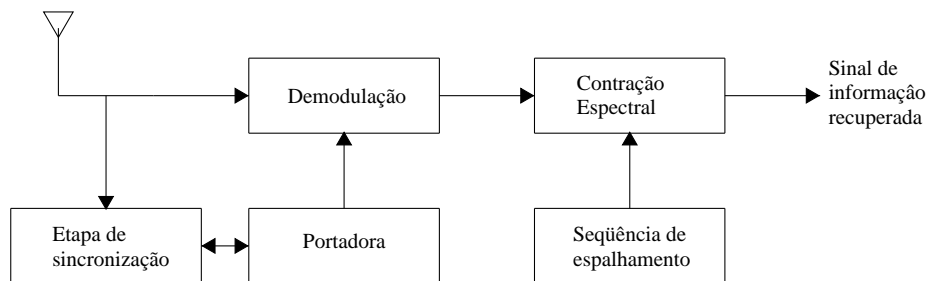 Demodulação
Contração
Espectral
Sinal de
informaçâo
recuperada
Etapa de
sincronização
Portadora
Seqüência de
espalhamento